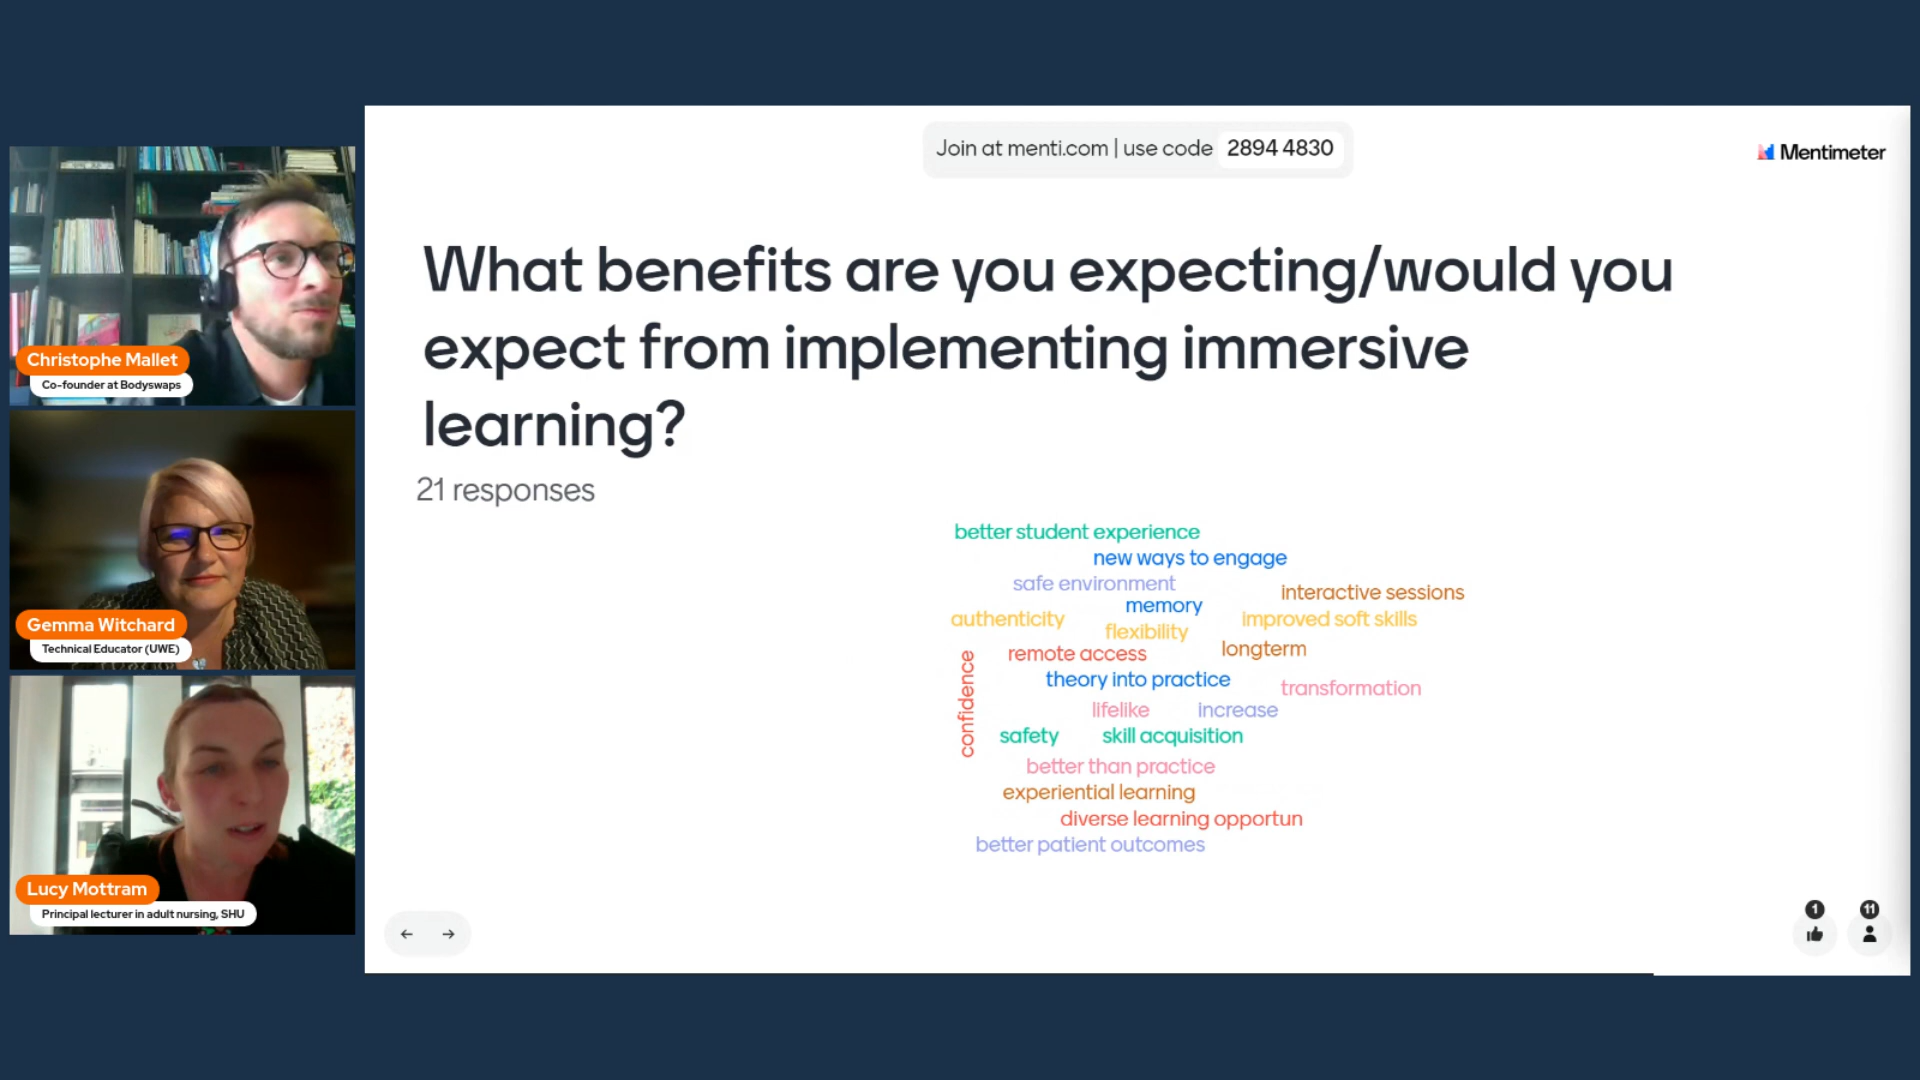 Christophe Mallet
Co-founder at Bodyswaps
Gemma Witchard
Technical Educator (UWE)
Lucy Mottram
Principal lecturer in adult nursing, SHU
Join at menti.com | use code 2894 4830
Mentimeter
What benefits are you expecting/would you
expect from implementing immersive
learning?
21 responses
better student experience
new ways to engage
safe environment
interactive sessions
memory
authenticity
improved soft skills
flexibility
longterm
remote access
confidence
theory into practice
transformation
lifelike
increase
safety
skill acquisition
better than practice
experiential learning
diverse learning opportun
better patient outcomes
1
11